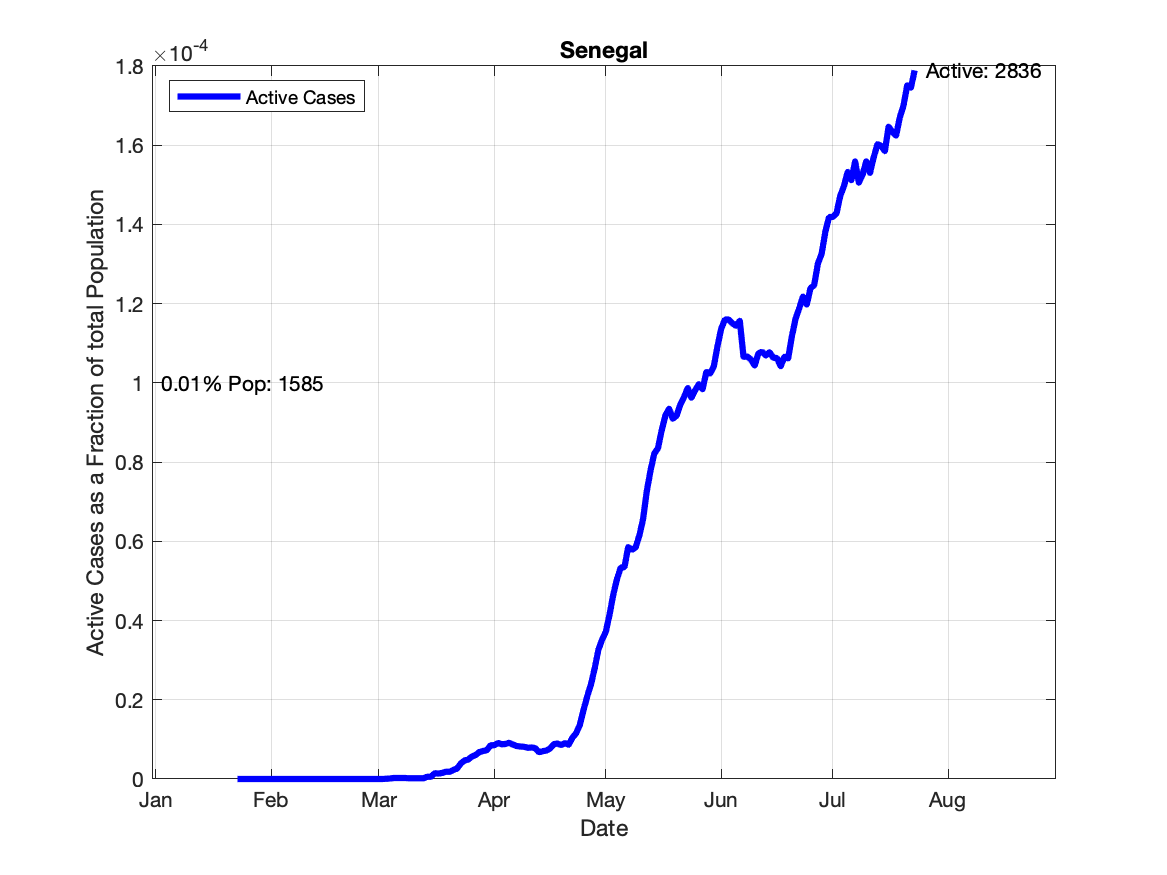 Senegal
×10-4
Active Cases
Active: 2836
0.01% Pop: 1585
1.8
1.6
1.4
1.2
1
0.8
0.6
0.4
0.2
0
Active Cases as a Fraction of total Population
Jan Feb Mar Apr May Jun Jul Aug
Date